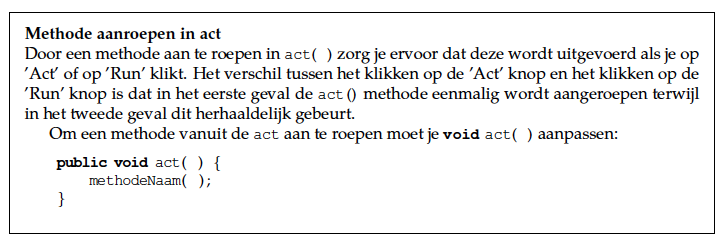 Methode aanroepen in act
Door een methode aan te roepen in act( ) zorg je ervoor dat deze wordt uitgevoerd als je op
'Act' of op 'Run' klikt. Het verschil tussen het klikken op de 'Act' knop en het klikken op de
'Run' knop is dat in het eerste geval de act() methode eenmalig wordt aangeroepen terwijl
in het tweede geval dit herhaaldelijk gebeurt.
Om een methode vanuit de act aan te roepen moet je void act( ) aanpassen:
public void act( ) {
methodeNaam( );
}